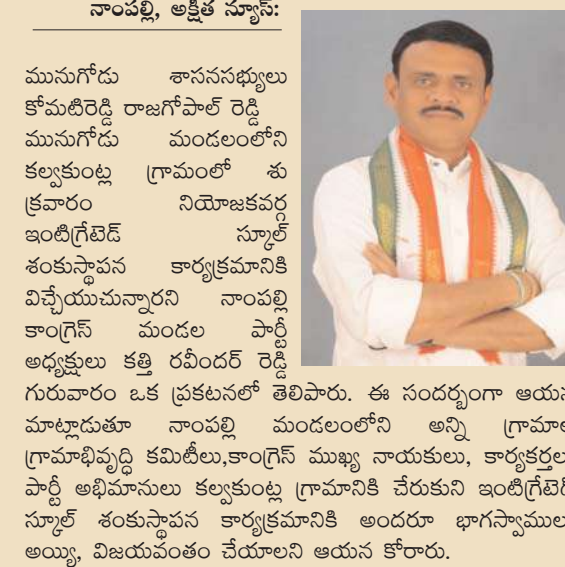 నాంపల్లి, అక్షిత న్యూస్:
మునుగోడు శాసనసభ్యులు
కోమటిరెడ్డి రాజగోపాల్ రెడ్డి
మునుగోడు మండలంలోని
కల్వకుంట్ల గ్రామంలో శు
క్రవారం నియోజకవర్గ
ఇంటిగ్రేటెడ్ స్కూల్
శంకుస్థాపన కార్యక్రమానికి
విచ్చేయుచున్నారని నాంపల్లి
కాంగ్రెస్ మండల పార్టీ
అధ్యక్షులు కత్తి రవీందర్ రెడ్డి
గురువారం ఒక ప్రకటనలో తెలిపారు. ఈ సందర్భంగా ఆయన
మాట్లాడుతూ నాంపల్లి మండలంలోని అన్ని గ్రామాల
గ్రామాభివృద్ధి కమిటీలు,కాంగ్రెస్ ముఖ్య నాయకులు, కార్యకర్తలు
పార్టీ అభిమానులు కల్వకుంట్ల గ్రామానికి చేరుకుని ఇంటిగ్రేటెడ్
స్కూల్ శంకుస్థాపన కార్యక్రమానికి అందరూ భాగస్వాములు
అయ్యి, విజయవంతం చేయాలని ఆయన కోరారు.